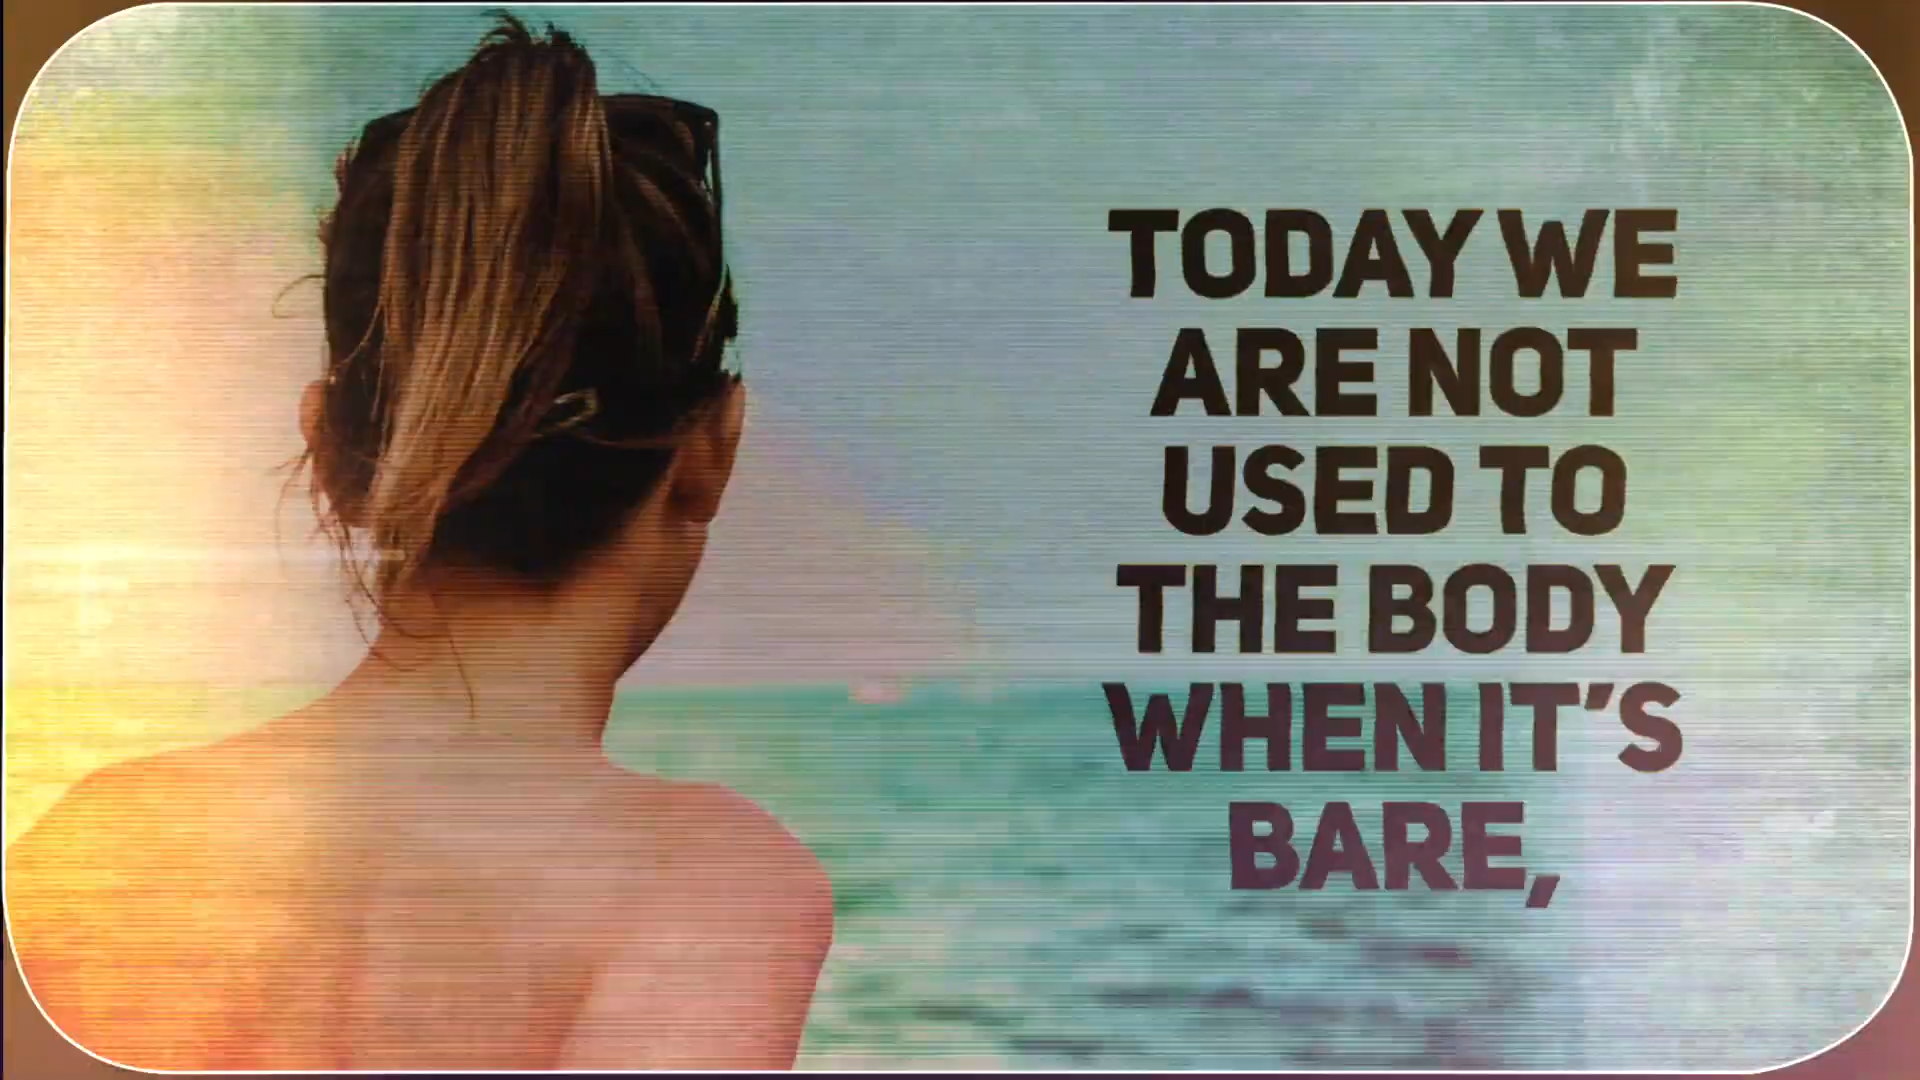 TODAY WE
ARE NOT
USED TO
THE BODY
WHEN IT'S
BARE,